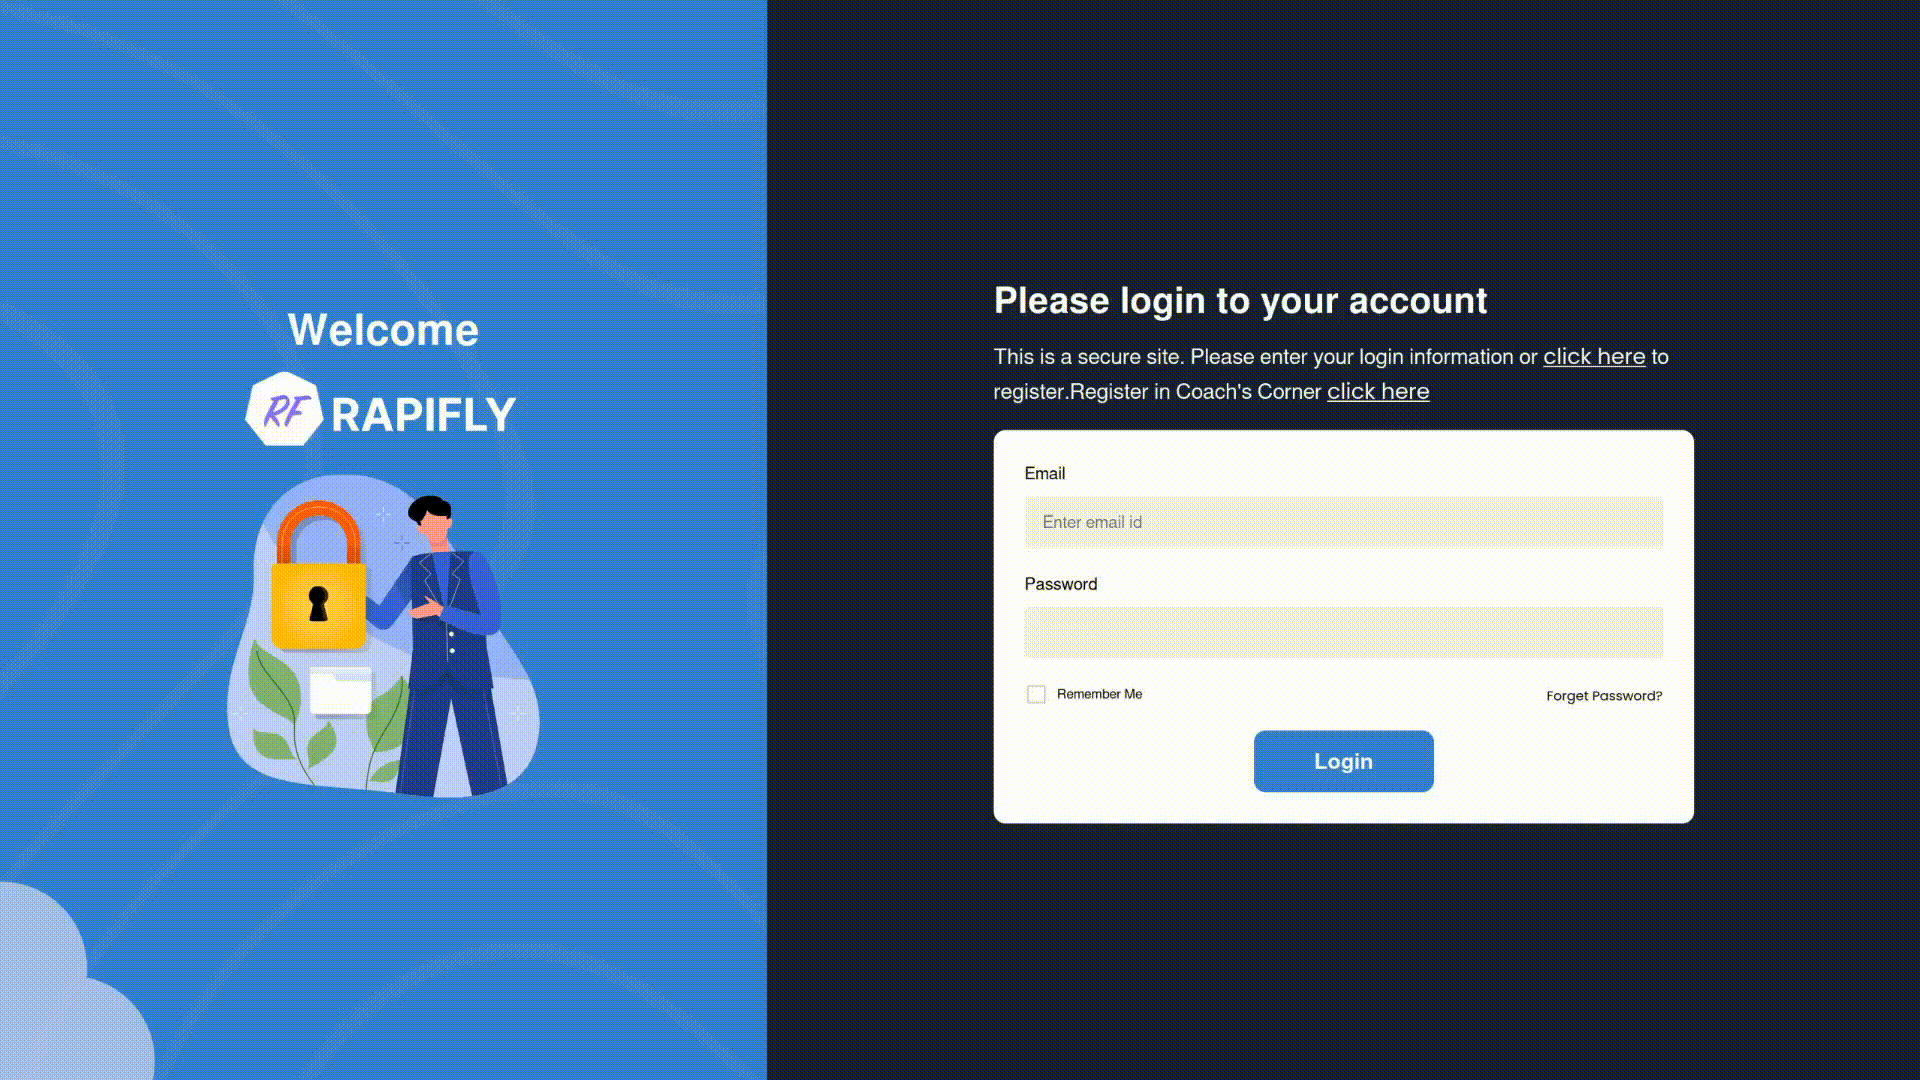 Welcome
RF RAPIFLY
Please login to your account
This is a secure site. Please enter your login information or click here to
register.Register in Coach's Corner click here
Email
Enter email id
Password
Remember Me
Forget Password?
Login